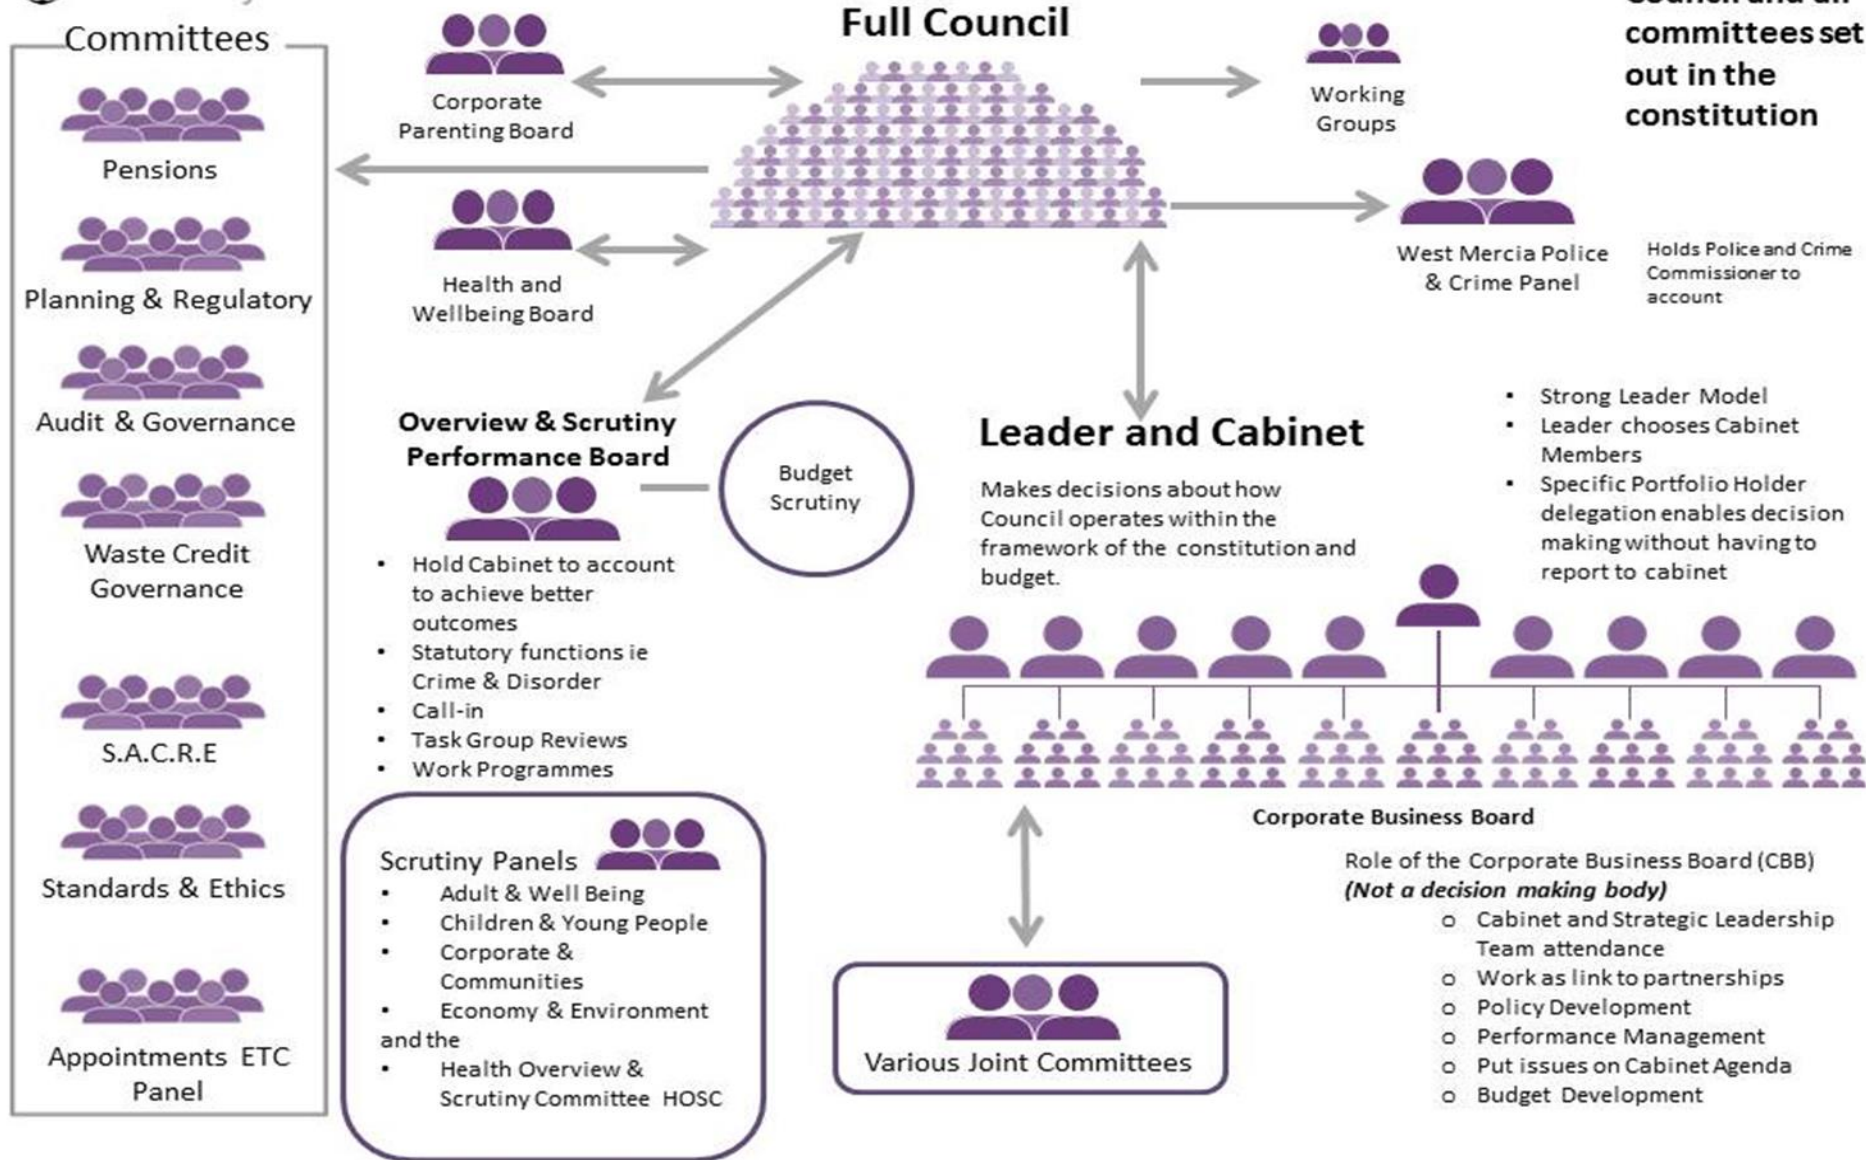 Committees
Pensions
Planning & Regulatory
Audit & Governance
Waste Credit
Governance
S.A.C.R.E
Standards & Ethics
Appointments ETC
Panel
Corporate
Parenting Board
Health and
Wellbeing Board
Full Council
Working
Groups
committees set
out in the
constitution
West Mercia Police
& Crime Panel
Holds Police and Crime
Commissioner to
account
Overview & Scrutiny
Performance Board
Budget
Scrutiny
• Hold Cabinet to account
to achieve better
outcomes
• Statutory functions ie
Crime & Disorder
• Call-in
• Task Group Reviews
• Work Programmes
Scrutiny Panels
• Adult & Well Being
• Children & Young People
• Corporate &
Communities
• Economy & Environment
and the
• Health Overview &
Scrutiny Committee HOSC
Leader and Cabinet
Makes decisions about how
Council operates within the
framework of the constitution and
budget.
• Strong Leader Model
• Leader chooses Cabinet
Members
• Specific Portfolio Holder
delegation enables decision
making without having to
report to cabinet
Various Joint Committees
Corporate Business Board
Role of the Corporate Business Board (CBB)
(Not a decision making body)
o Cabinet and Strategic Leadership
Team attendance
o Work as link to partnerships
o Policy Development
o Performance Management
o Put issues on Cabinet Agenda
o Budget Development